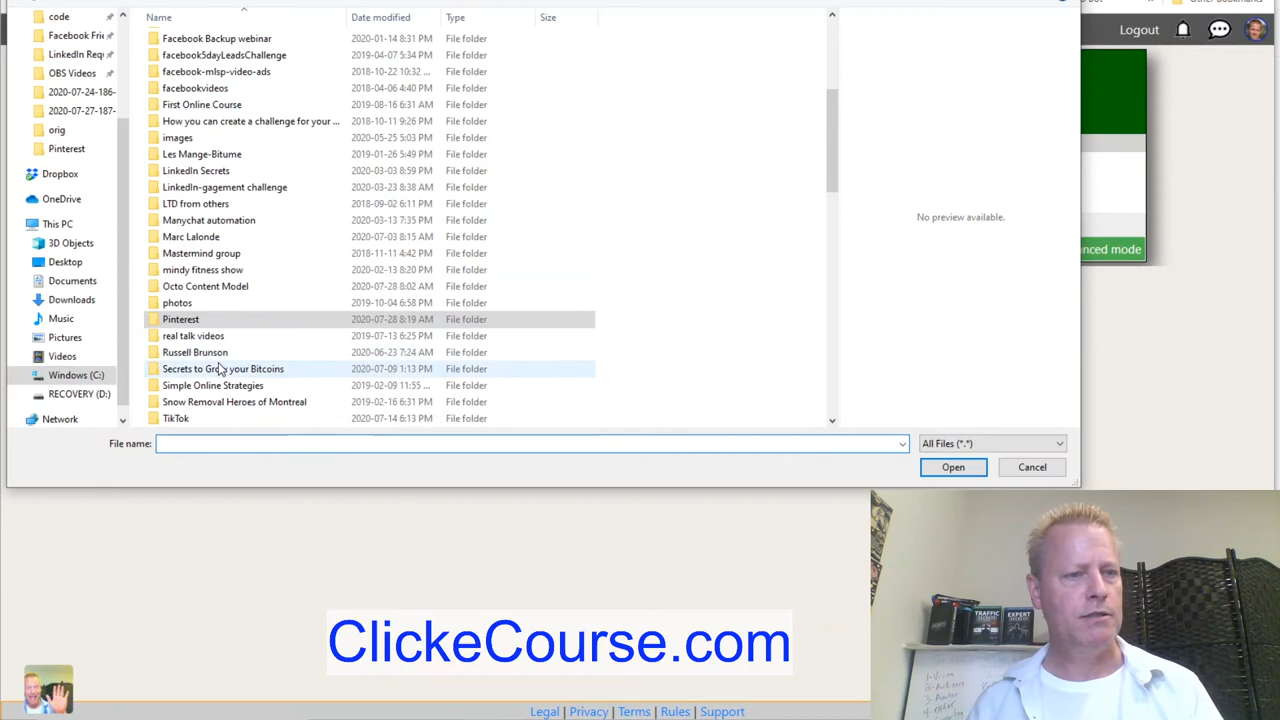 Logout
code
Facebook Frie
LinkedIn Requ
OBS Videos
2020-07-24-186-
2020-07-27-187-
orig
Pinterest
Dropbox
OneDrive
This PC
3D Objects
Desktop
Documents
Downloads
Music
Pictures
Videos
Windows (C:)
RECOVERY (D:)
Network
Name Date modified Type Size
Facebook Backup webinar 2020-01-14 8:31 PM File folder
facebook5dayLeadsChallenge 2019-04-07 5:34 PM File folder
facebook-mlsp-video-ads 2018-10-22 10:32 ... File folder
facebookvideos 2018-04-06 4:40 PM File folder
First Online Course 2019-08-16 6:31 AM File folder
How you can create a challenge for your ... 2018-10-11 9:26 PM File folder
images 2020-05-25 5:03 PM File folder
Les Mange-Bitume 2019-01-26 5:49 PM File folder
LinkedIn Secrets 2020-03-03 8:59 PM File folder
LinkedIn-gagement challenge 2020-03-23 8:38 AM File folder
LTD from others 2018-09-02 6:11 PM File folder
Manychat automation 2020-03-13 7:35 PM File folder
Marc Lalonde 2020-07-03 8:15 AM File folder
Mastermind group 2018-11-11 4:42 PM File folder
mindy fitness show 2020-02-13 8:20 PM File folder
Octo Content Model 2020-07-28 8:02 AM File folder
photos 2019-10-04 6:58 PM File folder
Pinterest 2020-07-28 8:19 AM File folder
real talk videos 2019-07-13 6:25 PM File folder
Russell Brunson 2020-06-23 7:24 AM File folder
Secrets to Grow your Bitcoins 2020-07-09 1:13 PM File folder
Simple Online Strategies 2019-02-09 11:55 ... File folder
Snow Removal Heroes of Montreal 2019-02-16 6:31 PM File folder
TikTok 2020-07-14 6:13 PM File folder
No preview available.
nced mode
File name:
All Files (*.*)
Open
Cancel
TRAFFIC
SECRETS
EXPERT
SECRETS
ClickeCourse.com
Legal | Privacy | Terms | Rules | Support